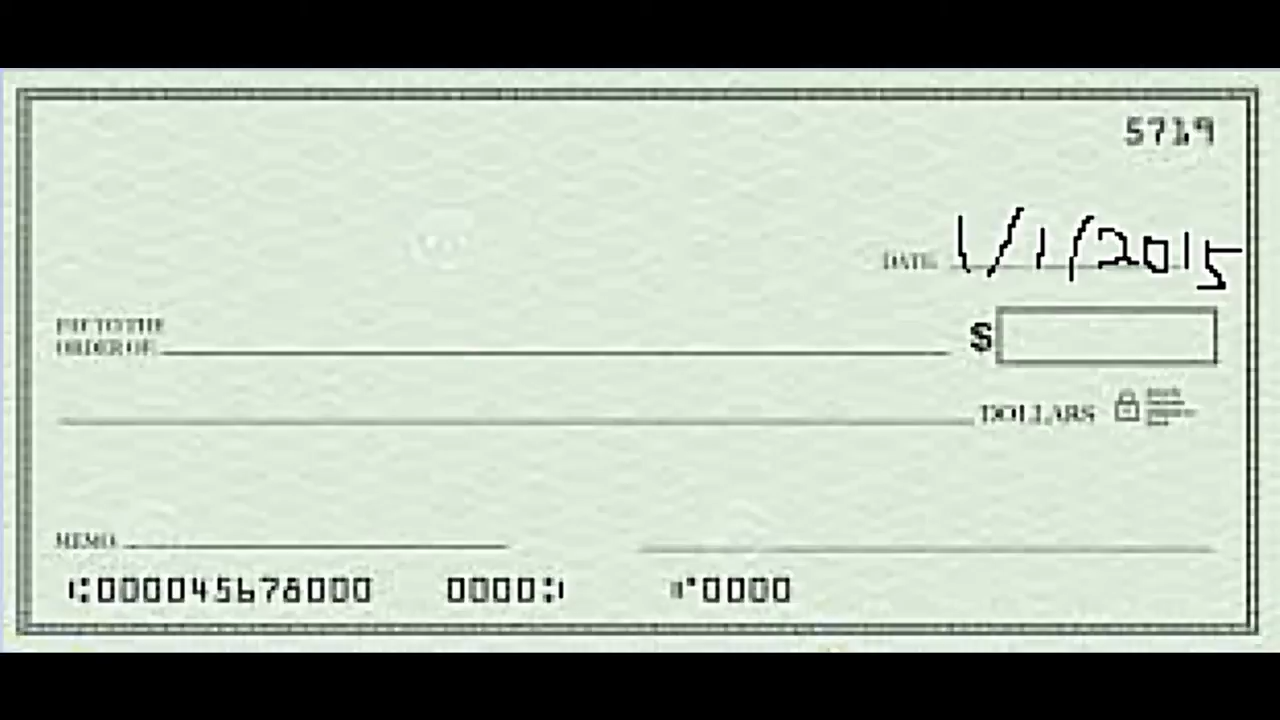 5719
DATE 1/1/2015
PAY TO THE
ORDER OF
$
DOLLARS
MEMO
⑆000045678000 0000⑆ ⑈0000